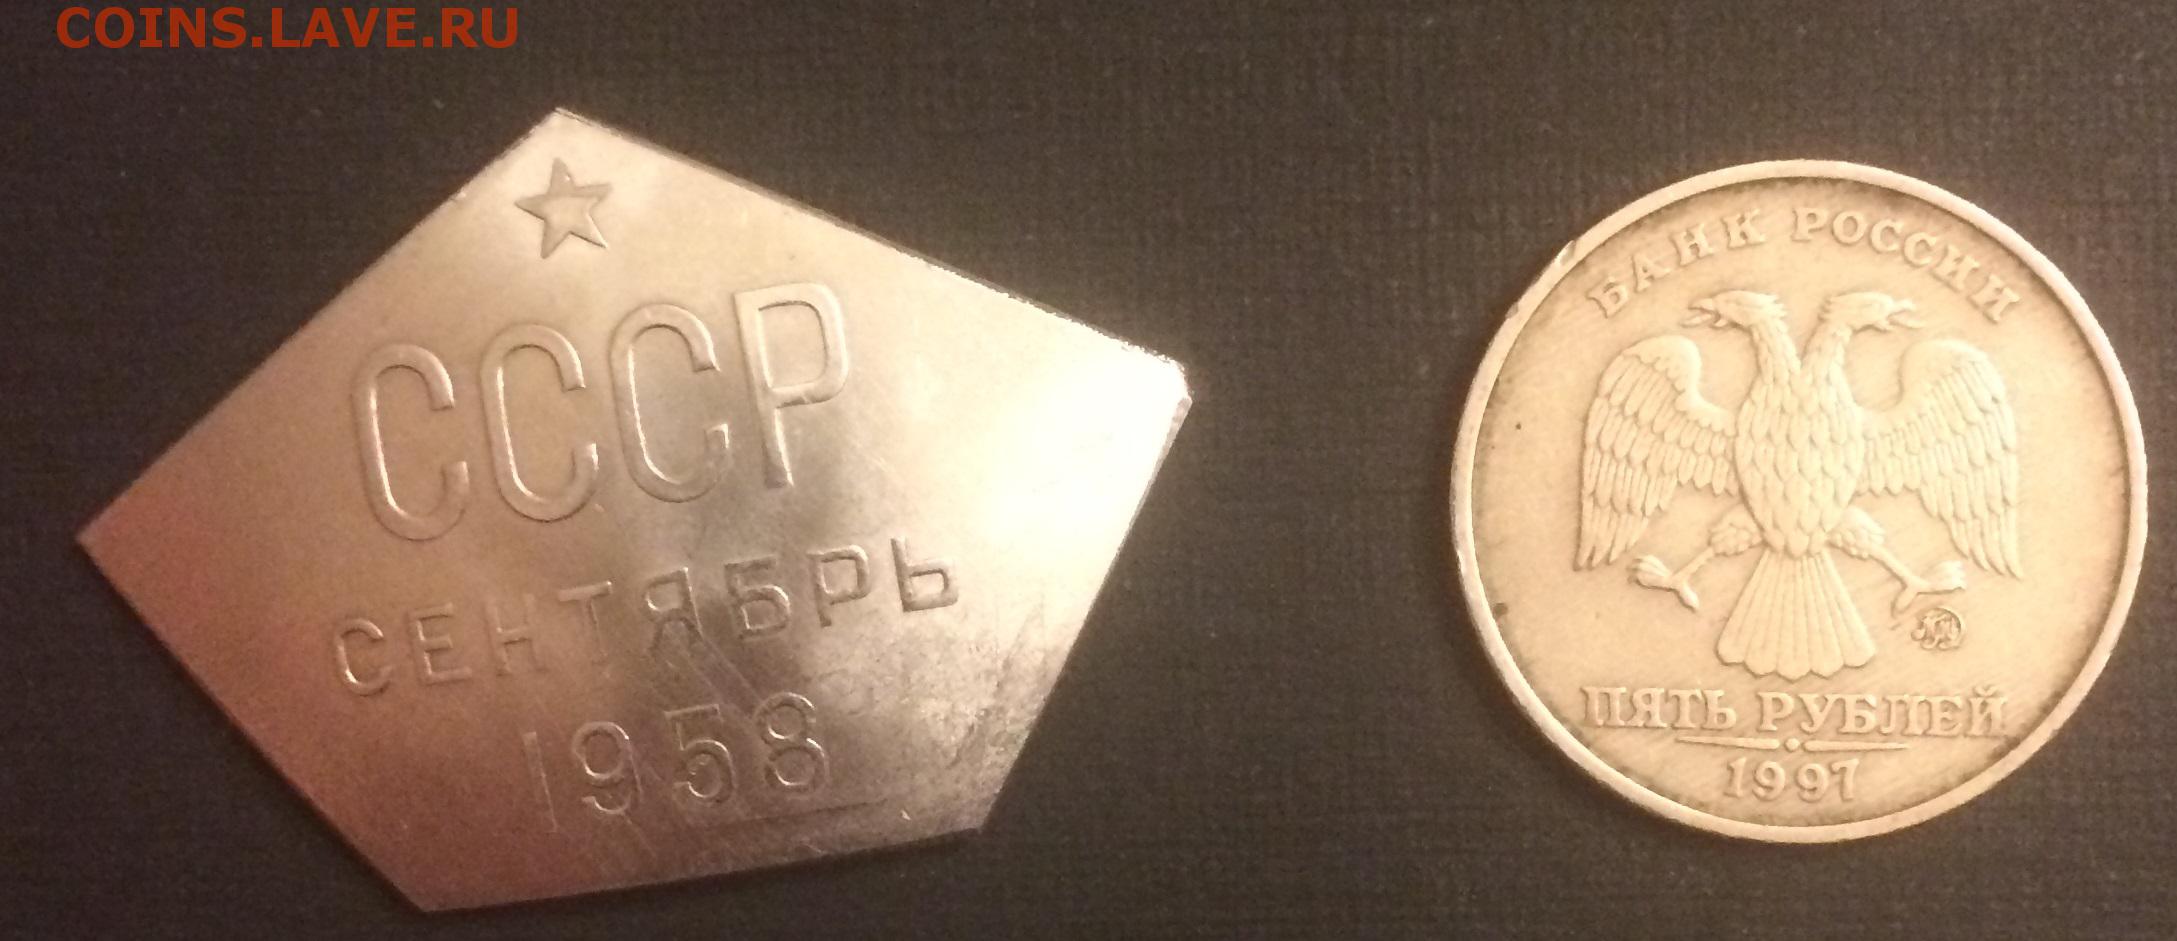 COINS.LAVE.RU
СССР
СЕНТЯБРЬ
1958
БАНК РОССИИ
ПЯТЬ РУБЛЕЙ
1997